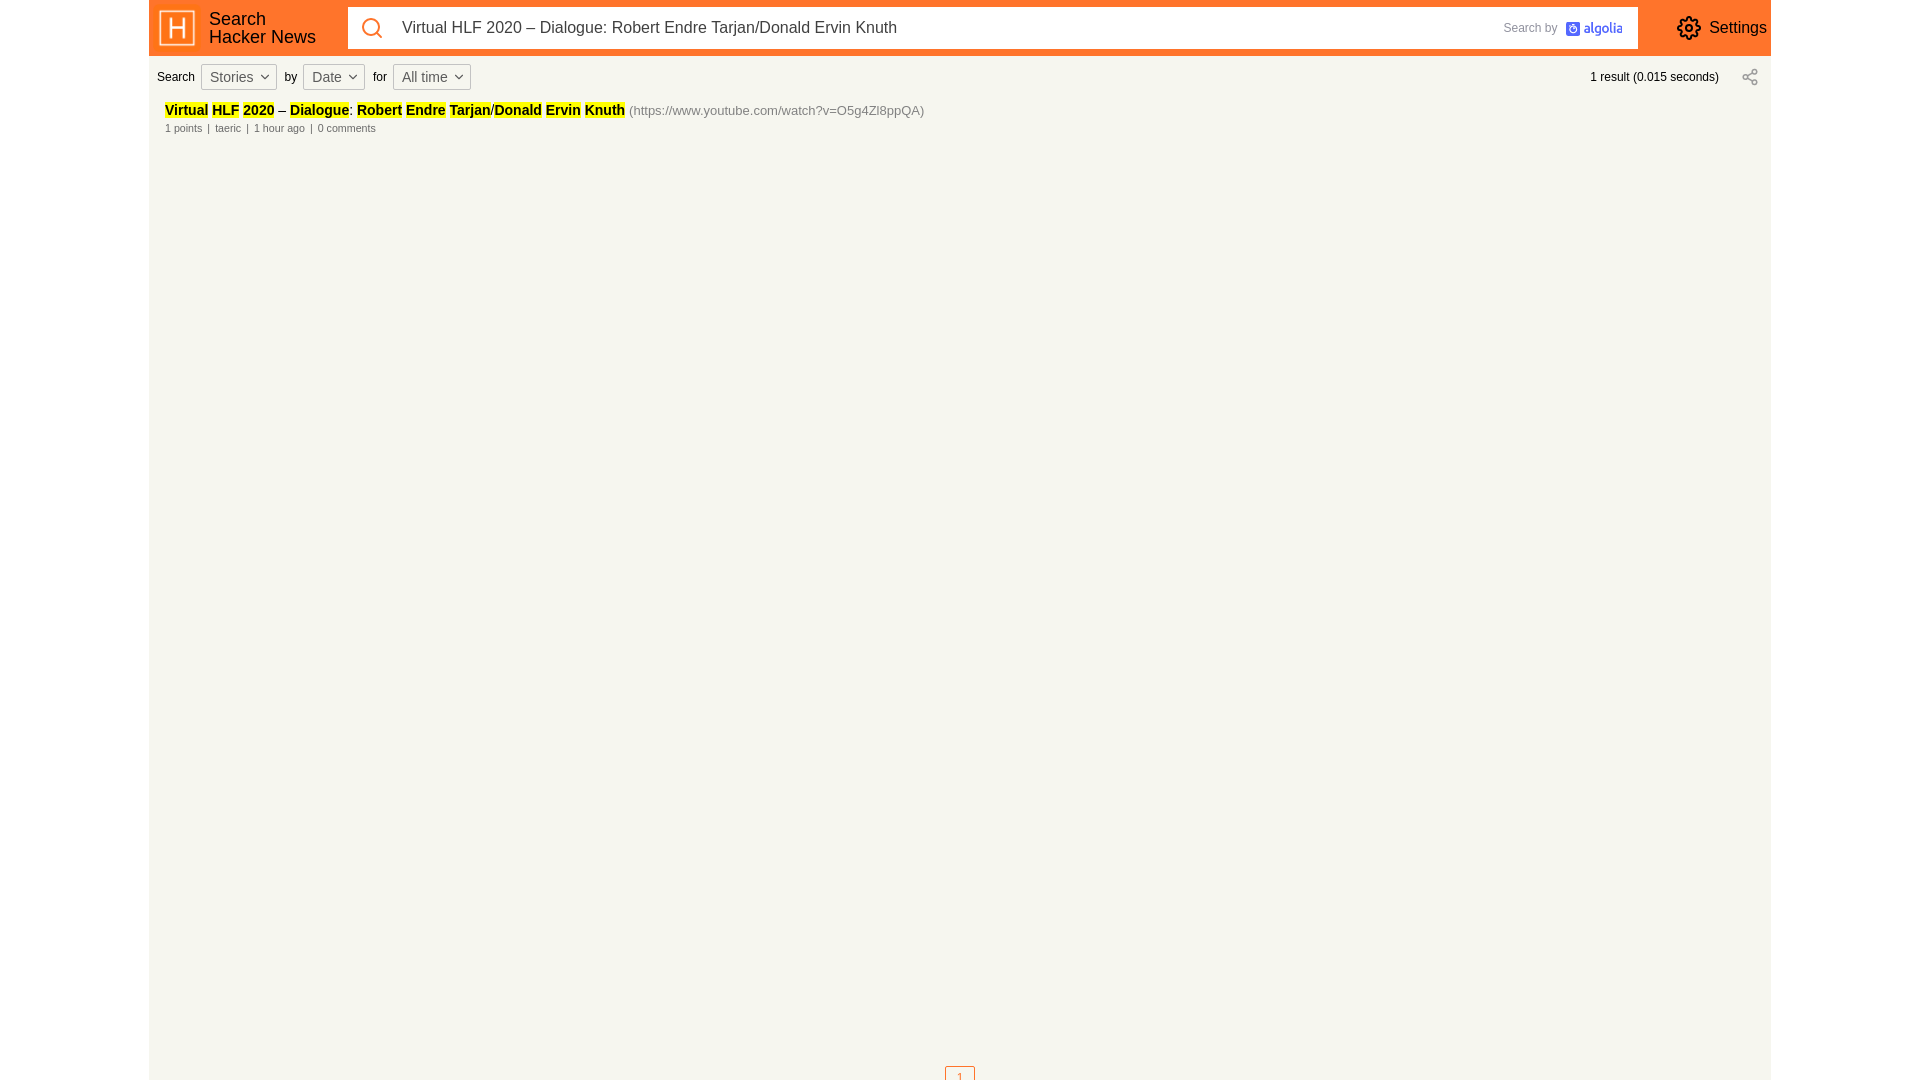 Search
Hacker News
Virtual HLF 2020 – Dialogue: Robert Endre Tarjan/Donald Ervin Knuth
Search by algolia
Settings
Search Stories by Date for All time
1 result (0.015 seconds)
Virtual HLF 2020 – Dialogue: Robert Endre Tarjan/Donald Ervin Knuth (https://www.youtube.com/watch?v=O5g4Zl8ppQA)
1 points | taeric | 1 hour ago | 0 comments
1